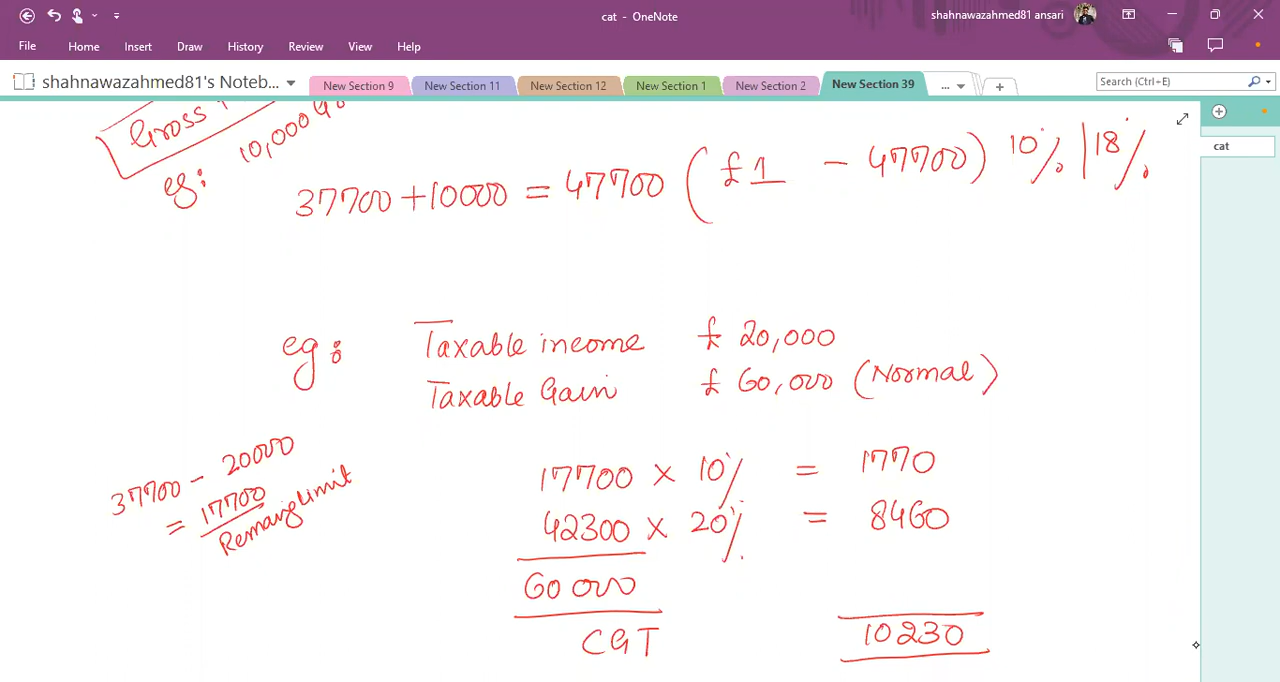 cat - OneNote
shahnawazahmed81 ansari
File Home Insert Draw History Review View Help
shahnawazahmed81's Noteb... New Section 9 New Section 11 New Section 12 New Section 1 New Section 2 New Section 39 ... + Search (Ctrl+E)
cat
Gross
eg: 10,000
37700+10000 = 47700 (£1 - 47700) 10% | 18%
eg: Taxable income £ 20,000
Taxable Gain £ 60,000 (Normal)
37700 - 20000
= 17700
Remaing limit
17700 × 10% = 1770
42300 × 20% = 8460
60000
CGT 10230